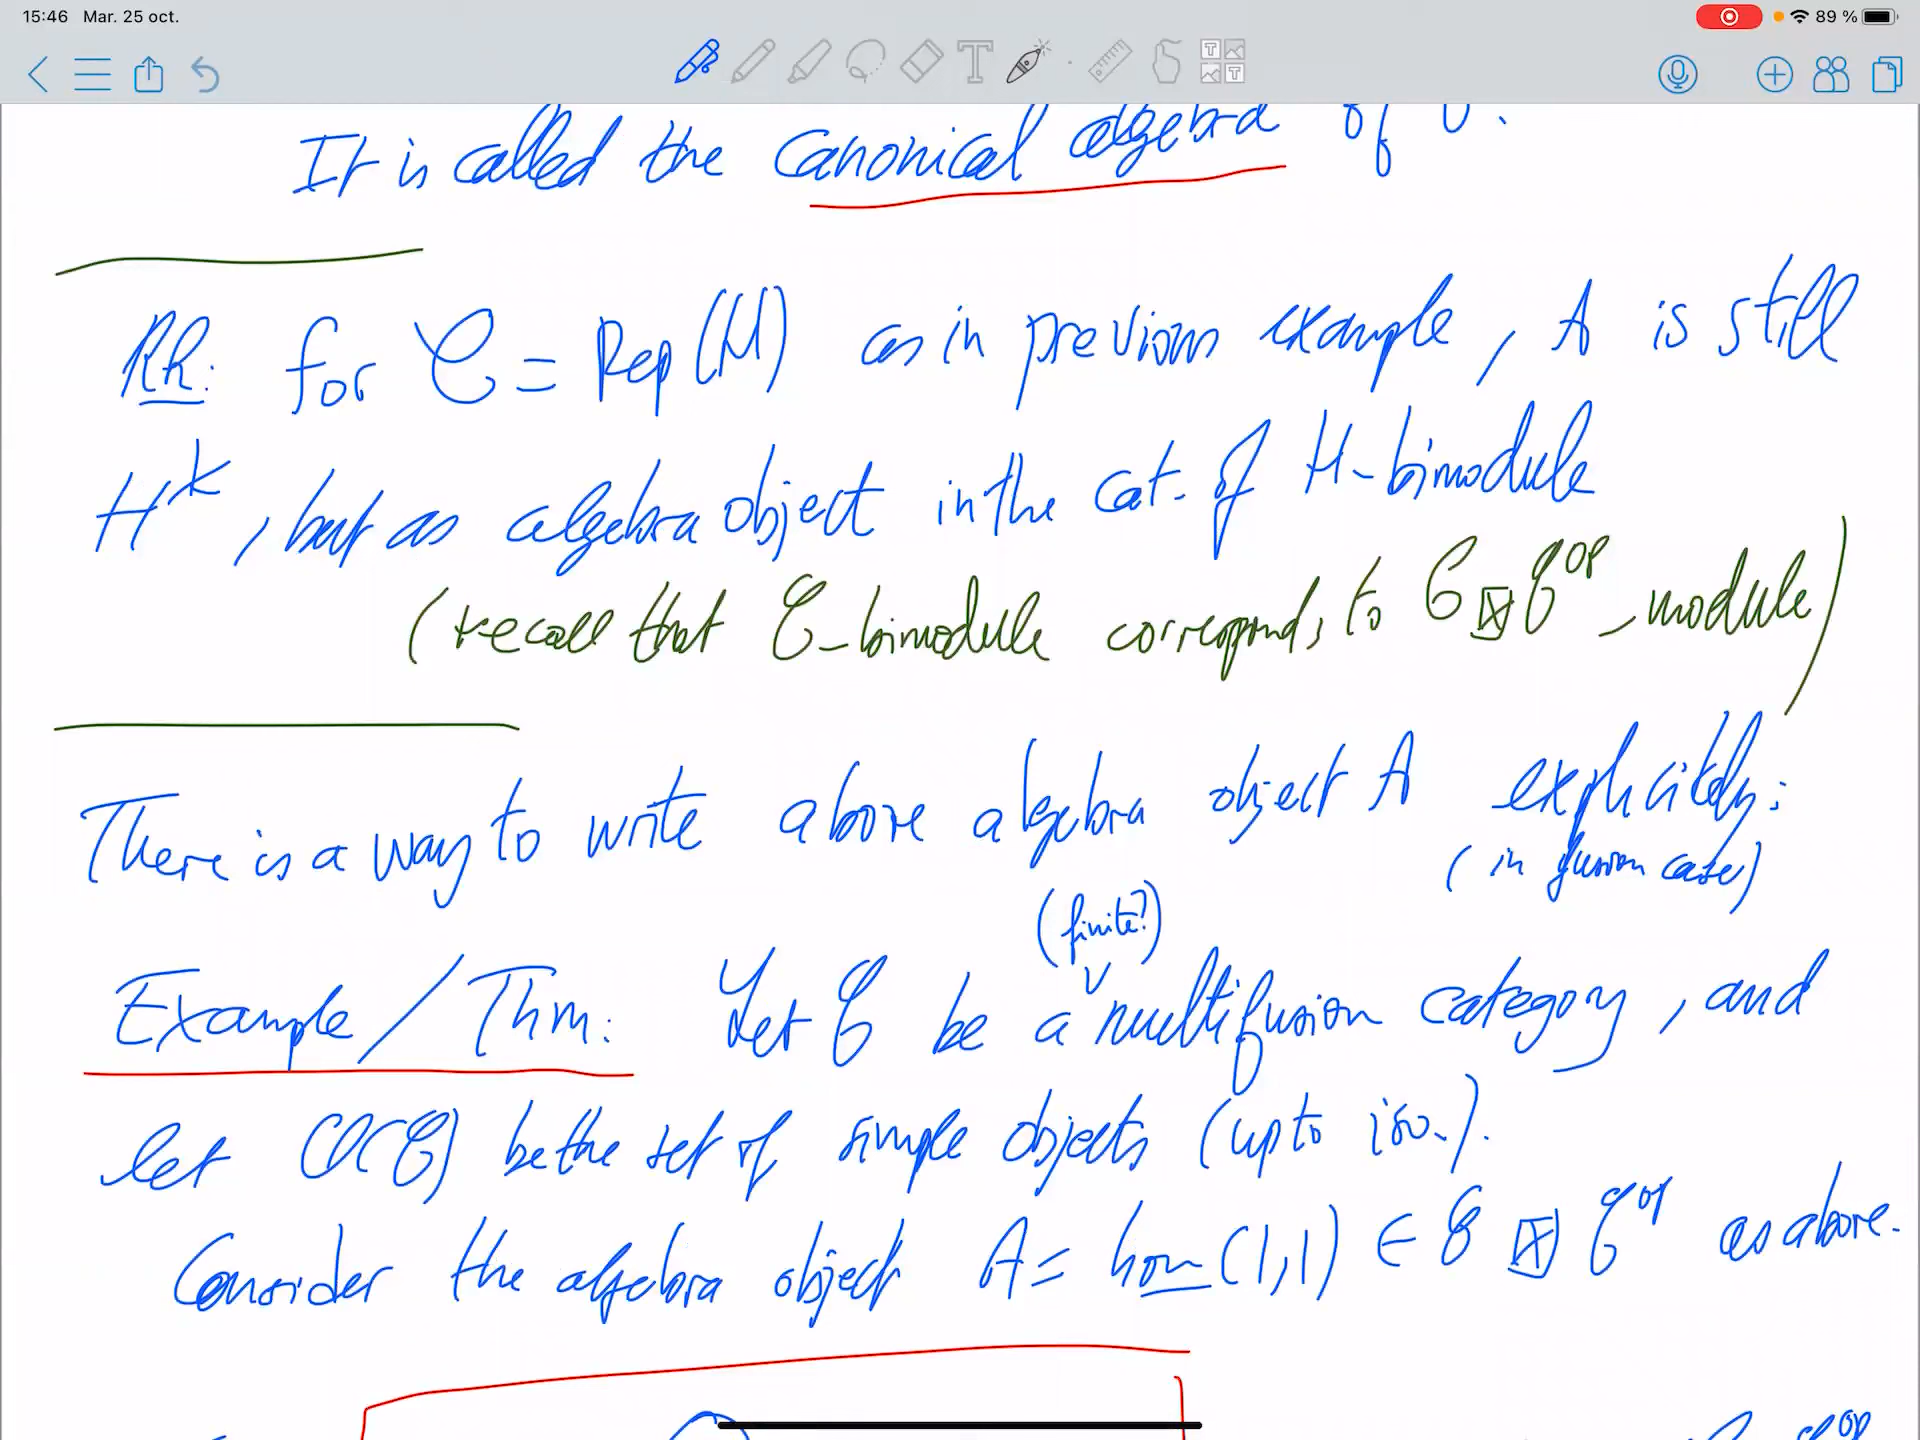 15:46 Mar. 25 oct. 89 %
It is called the canonical algebra of
Rk: for 𝒞 = Rep(H) as in previous example, A is still
H*, but as algebra object in the cat. of H-bimodule
(recall that 𝒞-bimodule corresponds to 𝒞 ⊠ 𝒞^op -module)
There is a way to write above algebra object A explicitely:
(in fusion case)
(finite?)
Example/Thm: Let 𝒞 be a ∨ multifusion category, and
let O(𝒞) be the set of simple objects (up to iso.).
Consider the algebra object A = hom(1,1) ∈ 𝒞 ⊠ 𝒞^op as above.
op